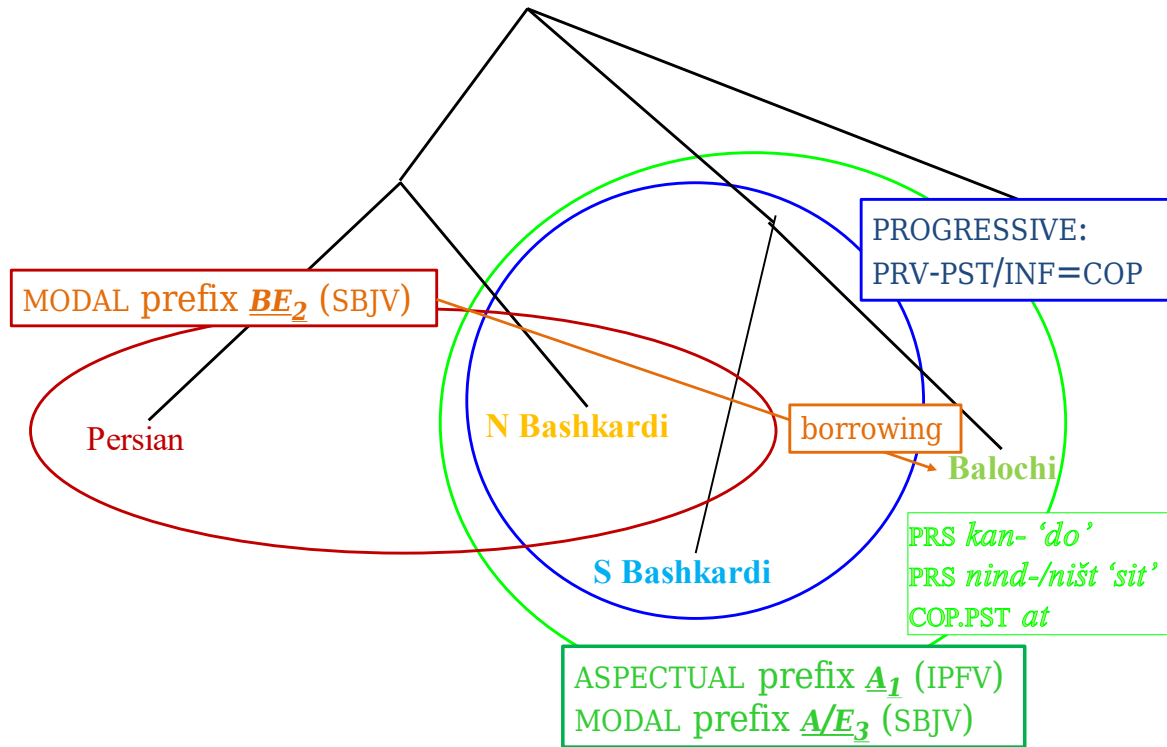 PROGRESSIVE:
PRV-PST/INF=COP
MODAL prefix BE₂ (SBJV)
Persian
N Bashkardi
borrowing
Balochi
S Bashkardi
PRS kan- ‘do’
PRS nind-/ništ ‘sit’
COP.PST at
ASPECTUAL prefix A₁ (IPFV)
MODAL prefix A/E₃ (SBJV)